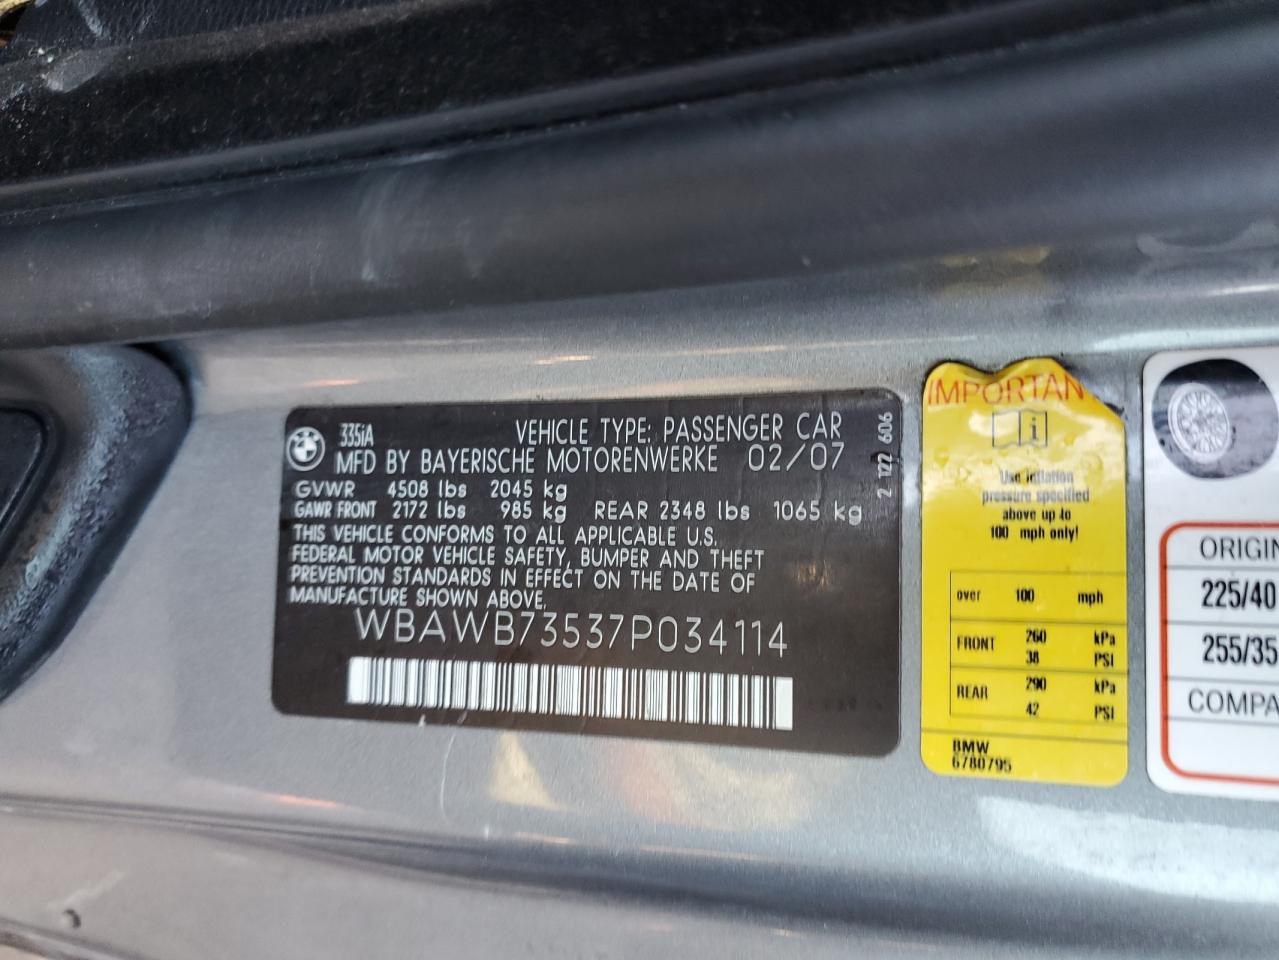 335iA
VEHICLE TYPE: PASSENGER CAR
MFD BY BAYERISCHE MOTORENWERKE 02/07
GVWR 4508 lbs 2045 kg
GAWR FRONT 2172 lbs 985 kg REAR 2348 lbs 1065 kg
THIS VEHICLE CONFORMS TO ALL APPLICABLE U.S.
FEDERAL MOTOR VEHICLE SAFETY, BUMPER AND THEFT
PREVENTION STANDARDS IN EFFECT ON THE DATE OF
MANUFACTURE SHOWN ABOVE.
WBAWB73537P034114
2 122 606
IMPORTAN
i
Use inflation
pressure specified
above up to
100 mph only!
over 100 mph
FRONT 260 kPa
38 PSI
REAR 290 kPa
42 PSI
BMW
6780795
ORIGIN
225/40
255/35
COMPA